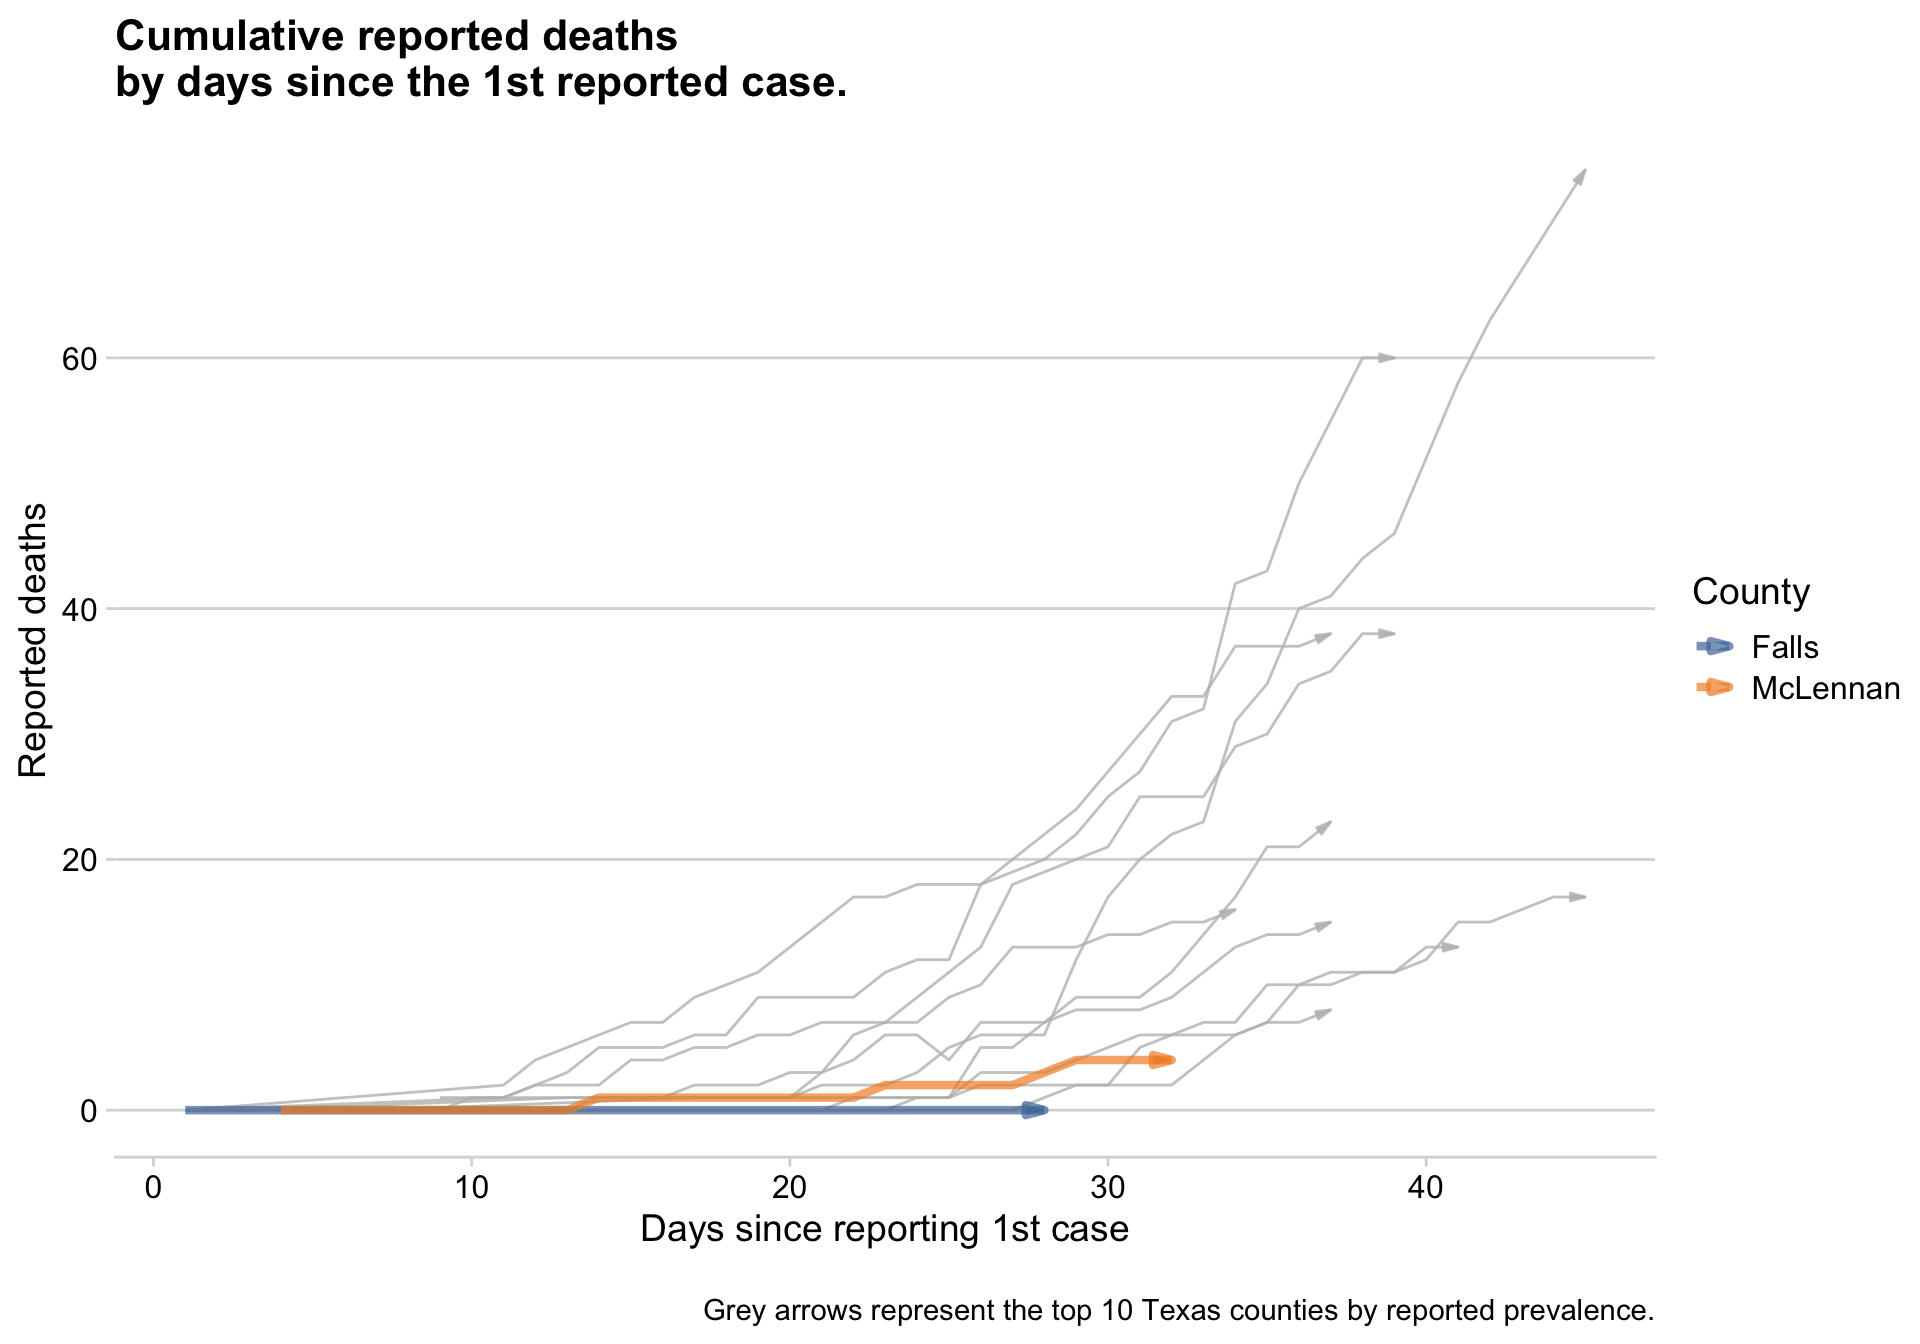 Cumulative reported deaths
by days since the 1st reported case.
Reported deaths
60
40
20
0
0 10 20 30 40
Days since reporting 1st case
County
Falls
McLennan
Grey arrows represent the top 10 Texas counties by reported prevalence.